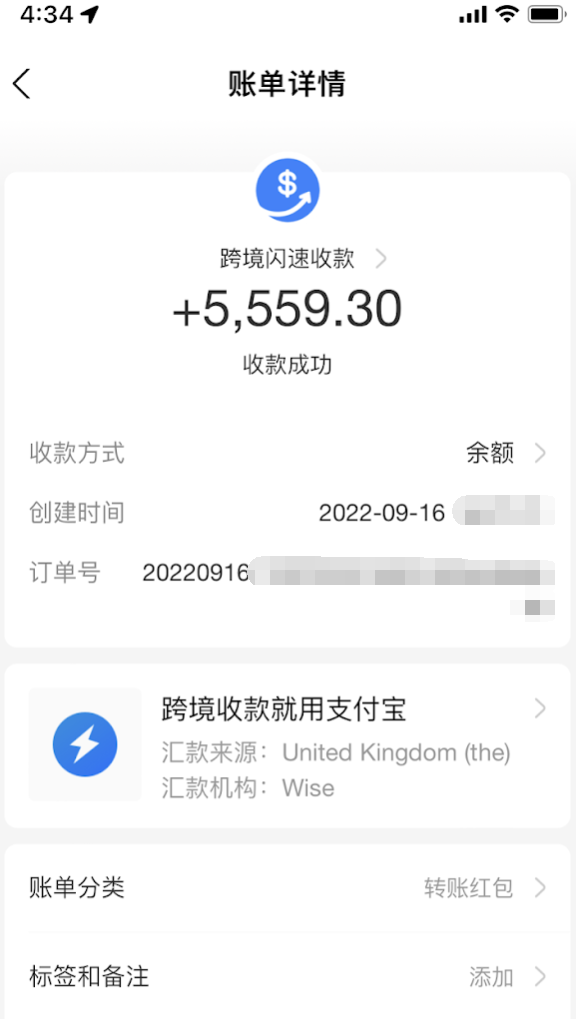 4:34
账单详情
$
跨境闪速收款
+5,559.30
收款成功
收款方式 余额
创建时间 2022-09-16
订单号 20220916
跨境收款就用支付宝
汇款来源：United Kingdom (the)
汇款机构：Wise
账单分类 转账红包
标签和备注 添加